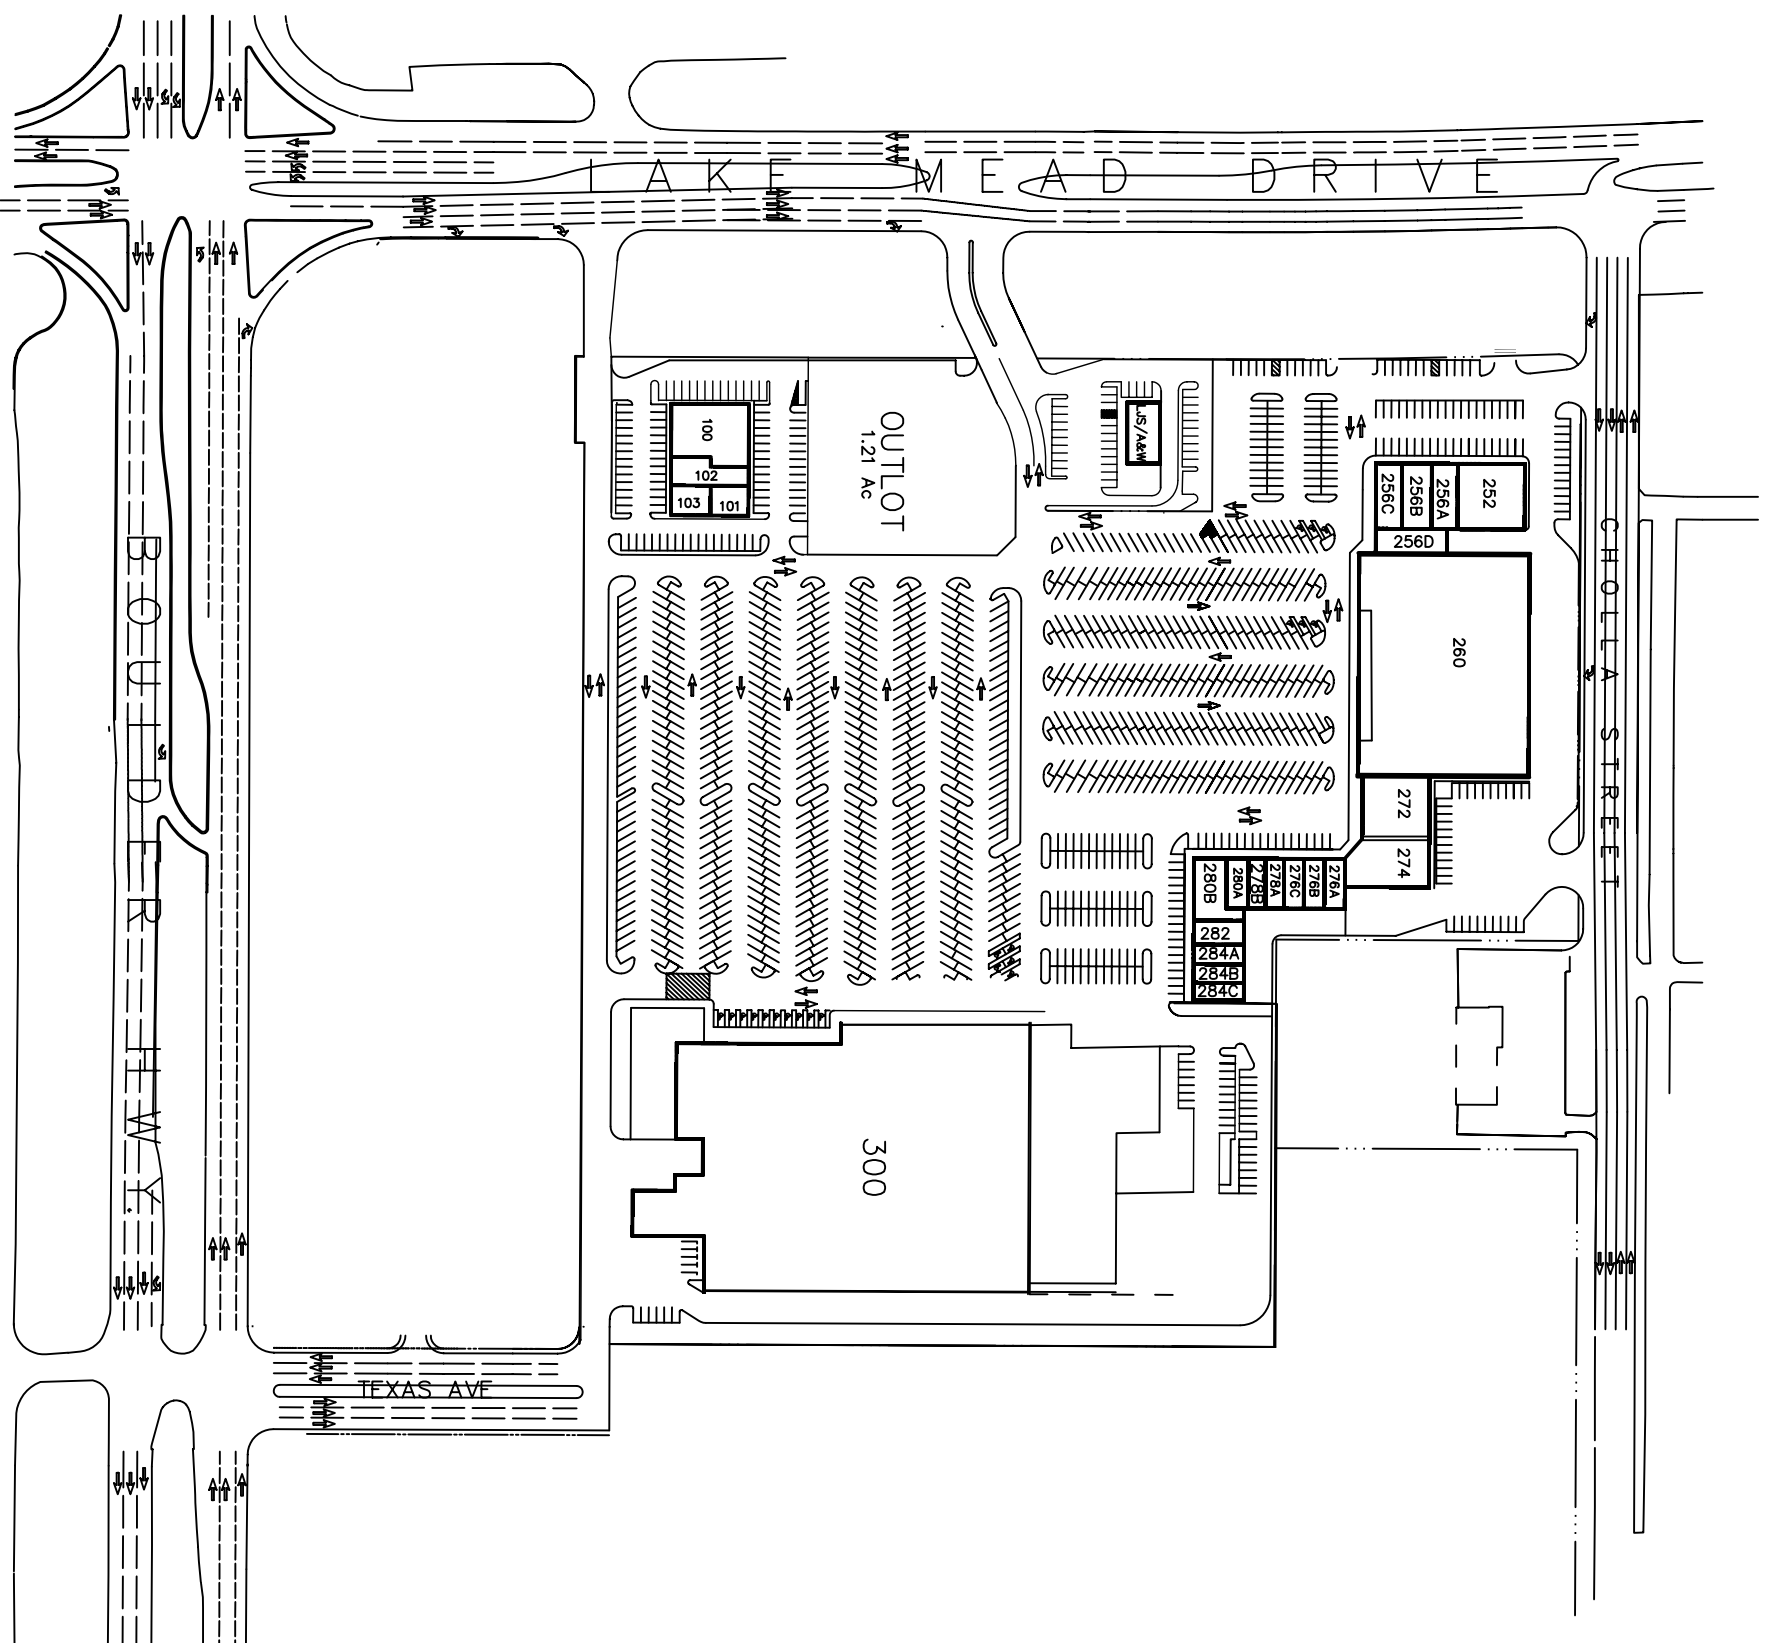 LAKE MEAD DRIVE
BOULDER HWY
CHOLLA STREET
TEXAS AVE
OUTLOT
1.21 Ac
100
102
103
101
LJS/A&W
256C
256B
256A
252
256D
260
272
274
280B
280A
278B
278A
276C
276B
276A
282
284A
284B
284C
300